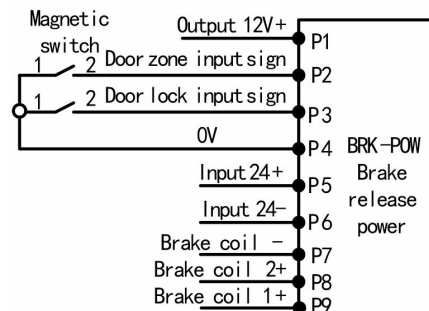 Magnetic
switch
Output 12V+
P1
1 2 Door zone input sign
P2
1 2 Door lock input sign
P3
0V
P4
BRK-POW
Brake
release
power
Input 24+
P5
Input 24-
P6
Brake coil -
P7
Brake coil 2+
P8
Brake coil 1+
P9